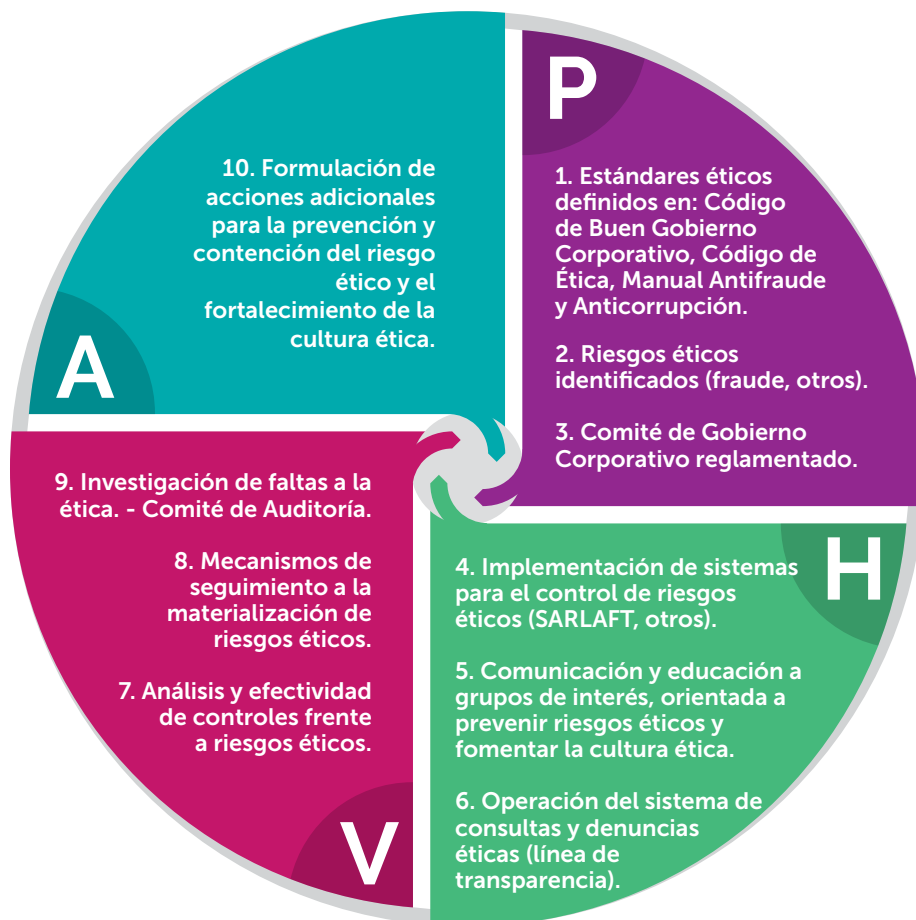 P
1. Estándares éticos
definidos en: Código
de Buen Gobierno
Corporativo, Código de
Ética, Manual Antifraude
y Anticorrupción.
2. Riesgos éticos
identificados (fraude, otros).
3. Comité de Gobierno
Corporativo reglamentado.
H
4. Implementación de sistemas
para el control de riesgos
éticos (SARLAFT, otros).
5. Comunicación y educación a
grupos de interés, orientada a
prevenir riesgos éticos y
fomentar la cultura ética.
6. Operación del sistema de
consultas y denuncias
éticas (línea de
transparencia).
V
9. Investigación de faltas a la
ética. - Comité de Auditoría.
8. Mecanismos de
seguimiento a la
materialización de
riesgos éticos.
7. Análisis y efectividad
de controles frente
a riesgos éticos.
A
10. Formulación de
acciones adicionales
para la prevención y
contención del riesgo
ético y el
fortalecimiento de la
cultura ética.